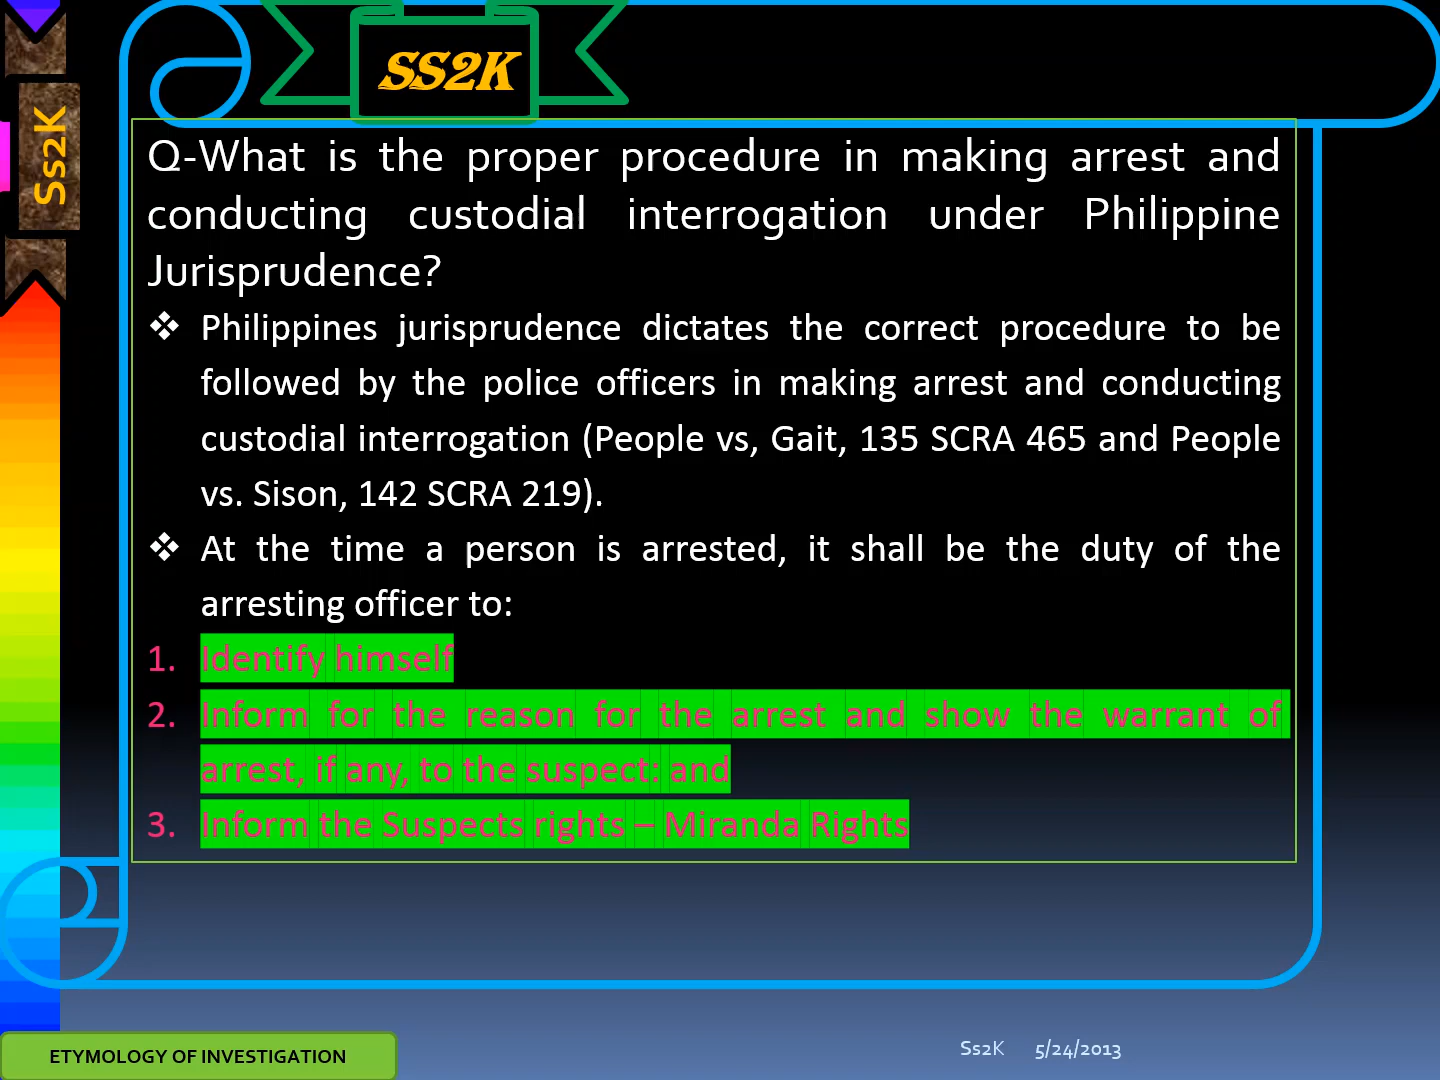 SS2K
Ss2K
Q-What is the proper procedure in making arrest and
conducting custodial interrogation under Philippine
Jurisprudence?
❖ Philippines jurisprudence dictates the correct procedure to be
followed by the police officers in making arrest and conducting
custodial interrogation (People vs, Gait, 135 SCRA 465 and People
vs. Sison, 142 SCRA 219).
❖ At the time a person is arrested, it shall be the duty of the
arresting officer to:
1. Identify himself
2. Inform for the reason for the arrest and show the warrant of
arrest, if any, to the suspect: and
3. Inform the Suspects rights – Miranda Rights
ETYMOLOGY OF INVESTIGATION
Ss2K 5/24/2013